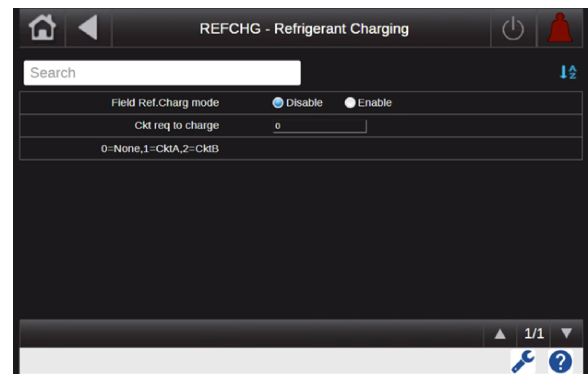 REFCHG - Refrigerant Charging
Search
Field Ref.Charg mode Disable Enable
Ckt req to charge 0
0=None,1=CktA,2=CktB
1/1